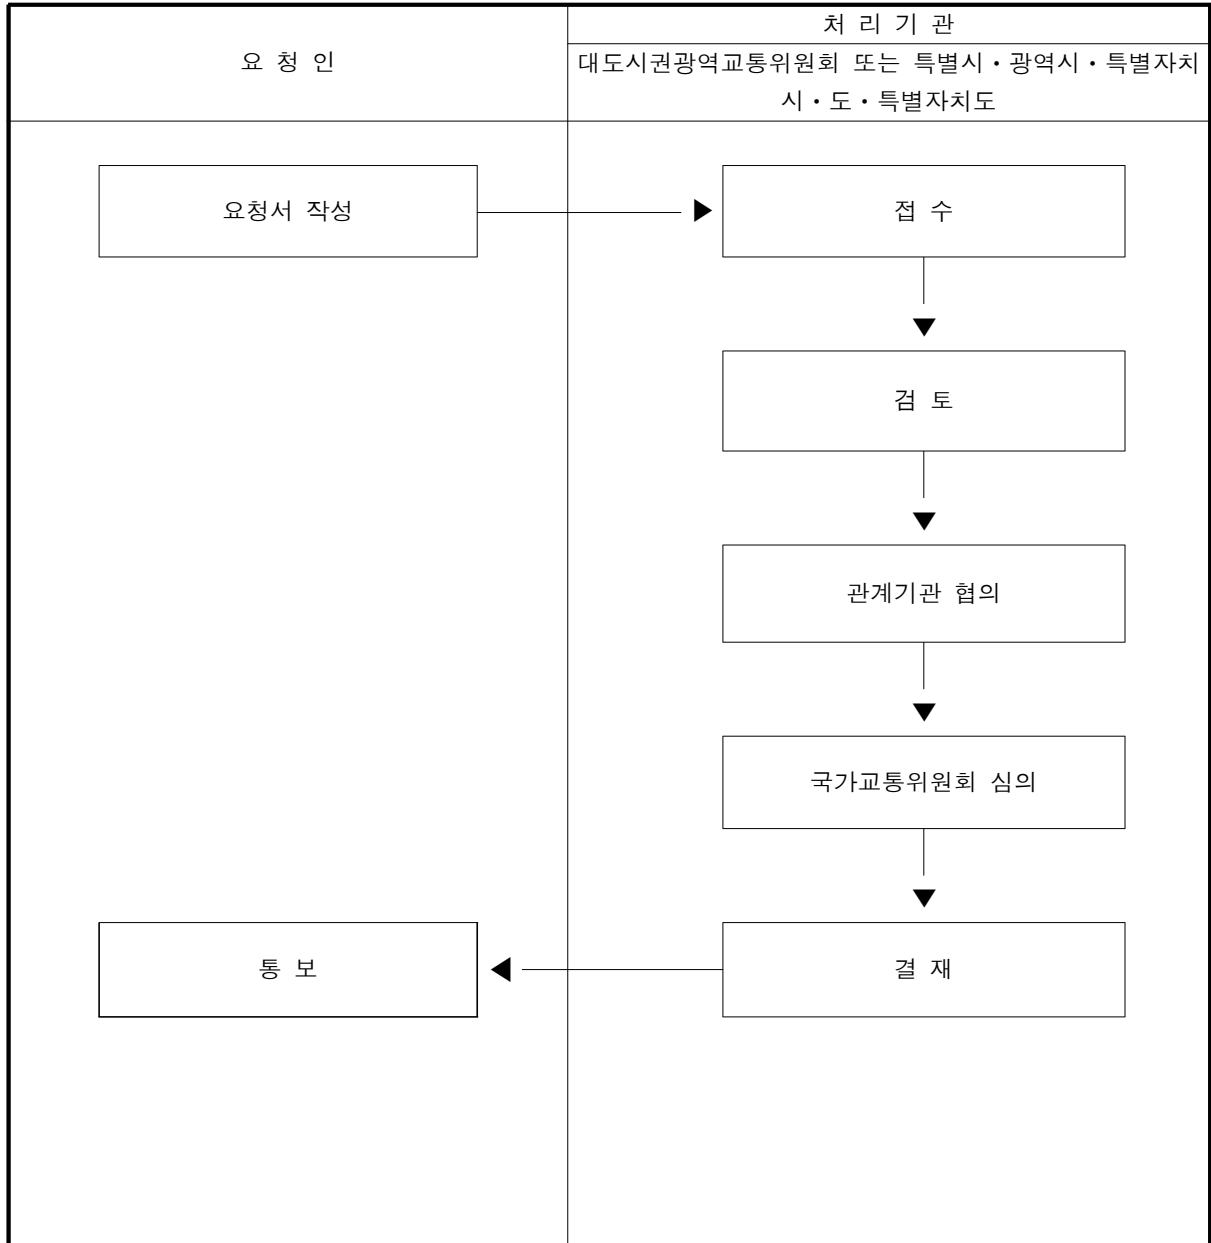 요 청 인
처 리 기 관
대도시권광역교통위원회 또는 특별시·광역시·특별자치
시·도·특별자치도
요청서 작성
접 수
검 토
관계기관 협의
국가교통위원회 심의
통 보
결 재